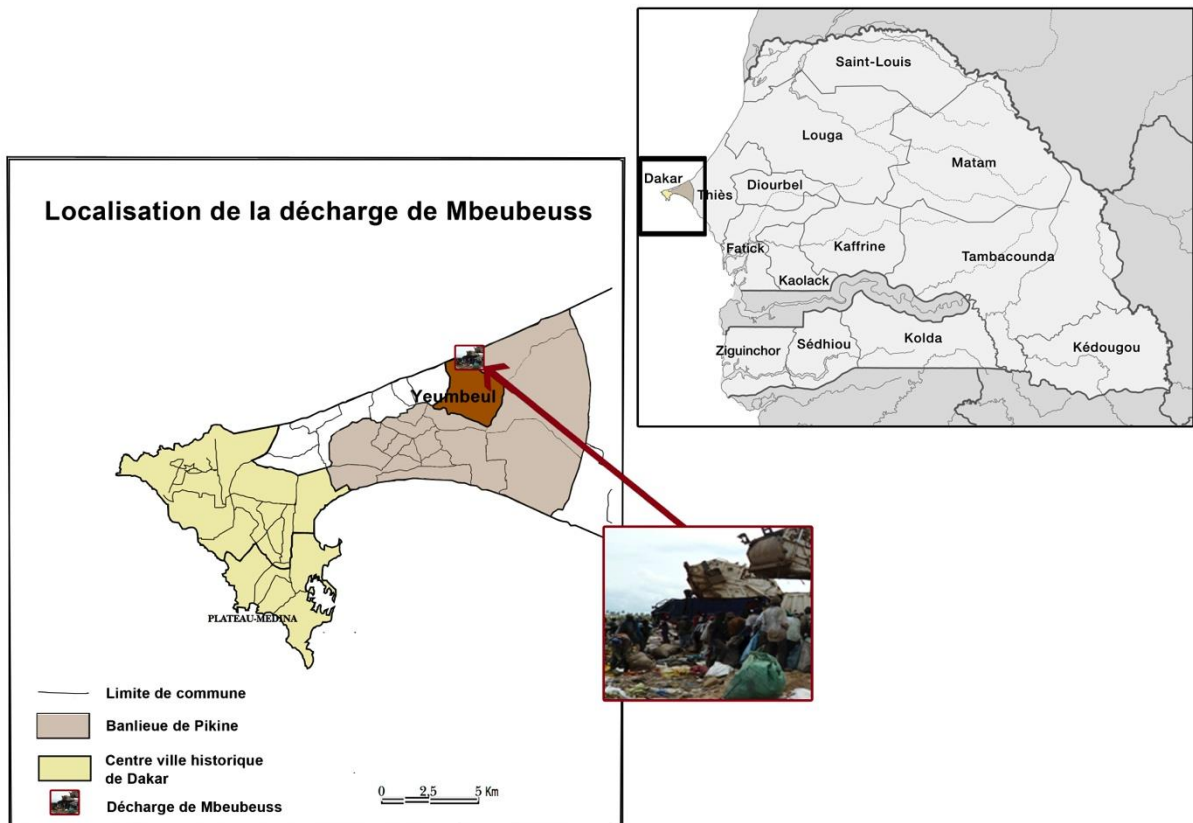 Localisation de la décharge de Mbeubeuss
Yeumbeul
PLATEAU-MEDINA
Limite de commune
Banlieue de Pikine
Centre ville historique
de Dakar
Décharge de Mbeubeuss
0 2,5 5 Km
Saint-Louis
Louga
Matam
Dakar
Thiès
Diourbel
Fatick
Kaffrine
Kaolack
Tambacounda
Ziguinchor
Sédhiou
Kolda
Kédougou